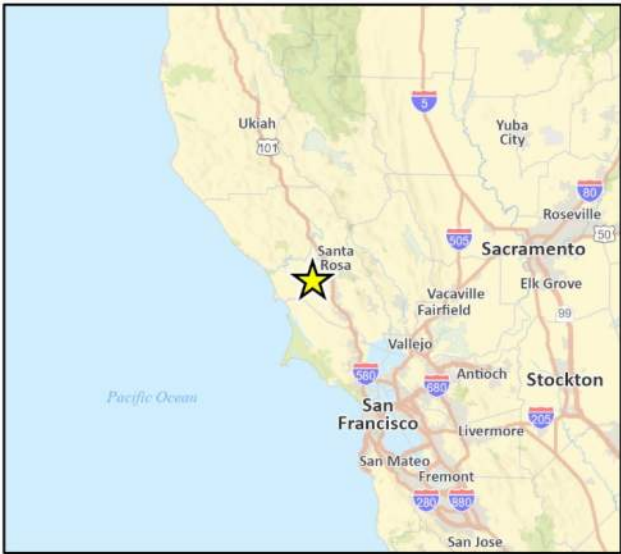 5
Yuba
City
Ukiah
101
80
Roseville
Santa
Rosa
505
50
Sacramento
Elk Grove
Vacaville
Fairfield
99
Vallejo
580
680
Antioch
Stockton
Pacific Ocean
San
Francisco
205
Livermore
San Mateo
Fremont
280
880
San Jose